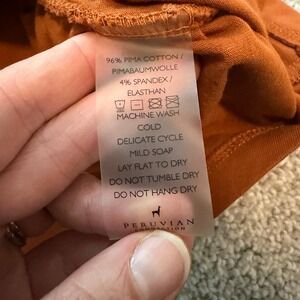 96% PIMA COTTON /
PIMABAUMWOLLE
4% SPANDEX /
ELASTHAN
MACHINE WASH
COLD
DELICATE CYCLE
MILD SOAP
LAY FLAT TO DRY
DO NOT TUMBLE DRY
DO NOT HANG DRY
PERUVIAN
CONNECTION